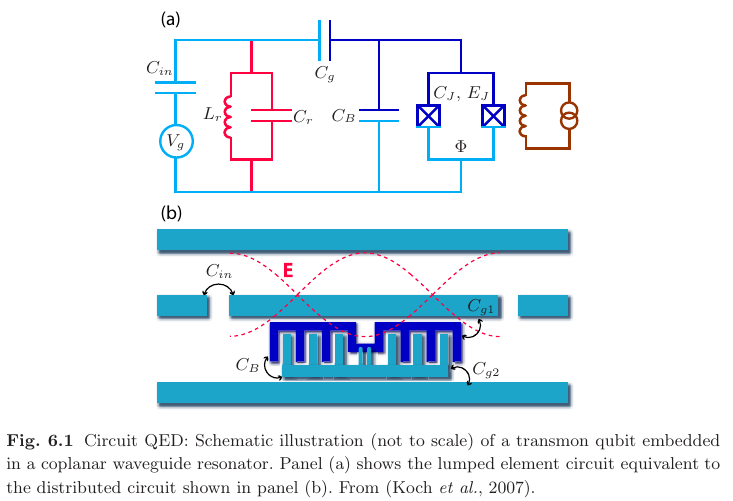 (a)
C_{in}
C_g
L_r
C_r
C_B
C_J, E_J
V_g
Φ
(b)
C_{in}
E
C_{g1}
C_B
C_{g2}
Fig. 6.1 Circuit QED: Schematic illustration (not to scale) of a transmon qubit embedded
in a coplanar waveguide resonator. Panel (a) shows the lumped element circuit equivalent to
the distributed circuit shown in panel (b). From (Koch et al., 2007).